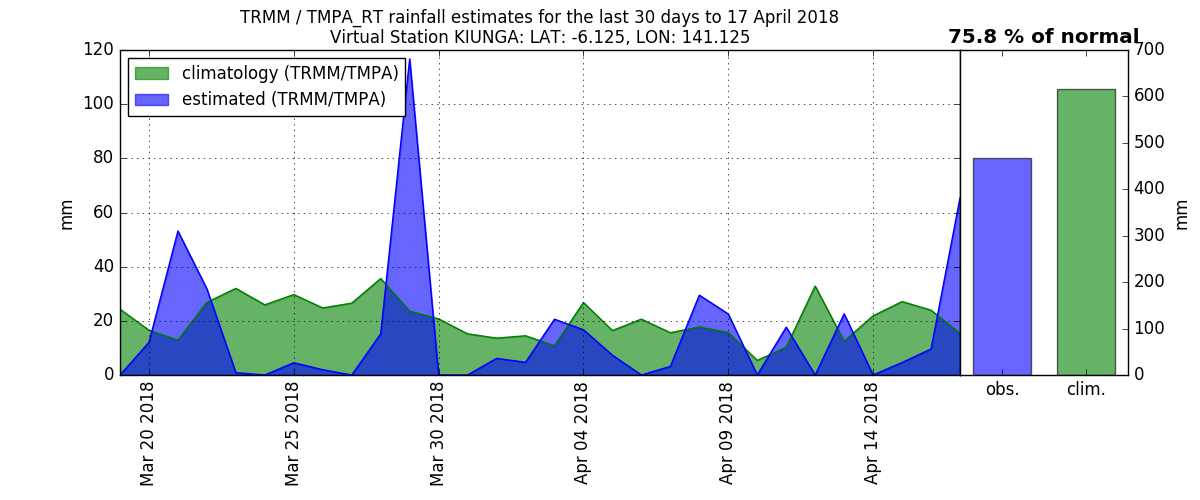 TRMM / TMPA_RT rainfall estimates for the last 30 days to 17 April 2018
Virtual Station KIUNGA: LAT: -6.125, LON: 141.125
75.8 % of normal
climatology (TRMM/TMPA)
estimated (TRMM/TMPA)
mm
120
100
80
60
40
20
0
Mar 20 2018
Mar 25 2018
Mar 30 2018
Apr 04 2018
Apr 09 2018
Apr 14 2018
obs.
clim.
700
600
500
400
300
200
100
0
mm